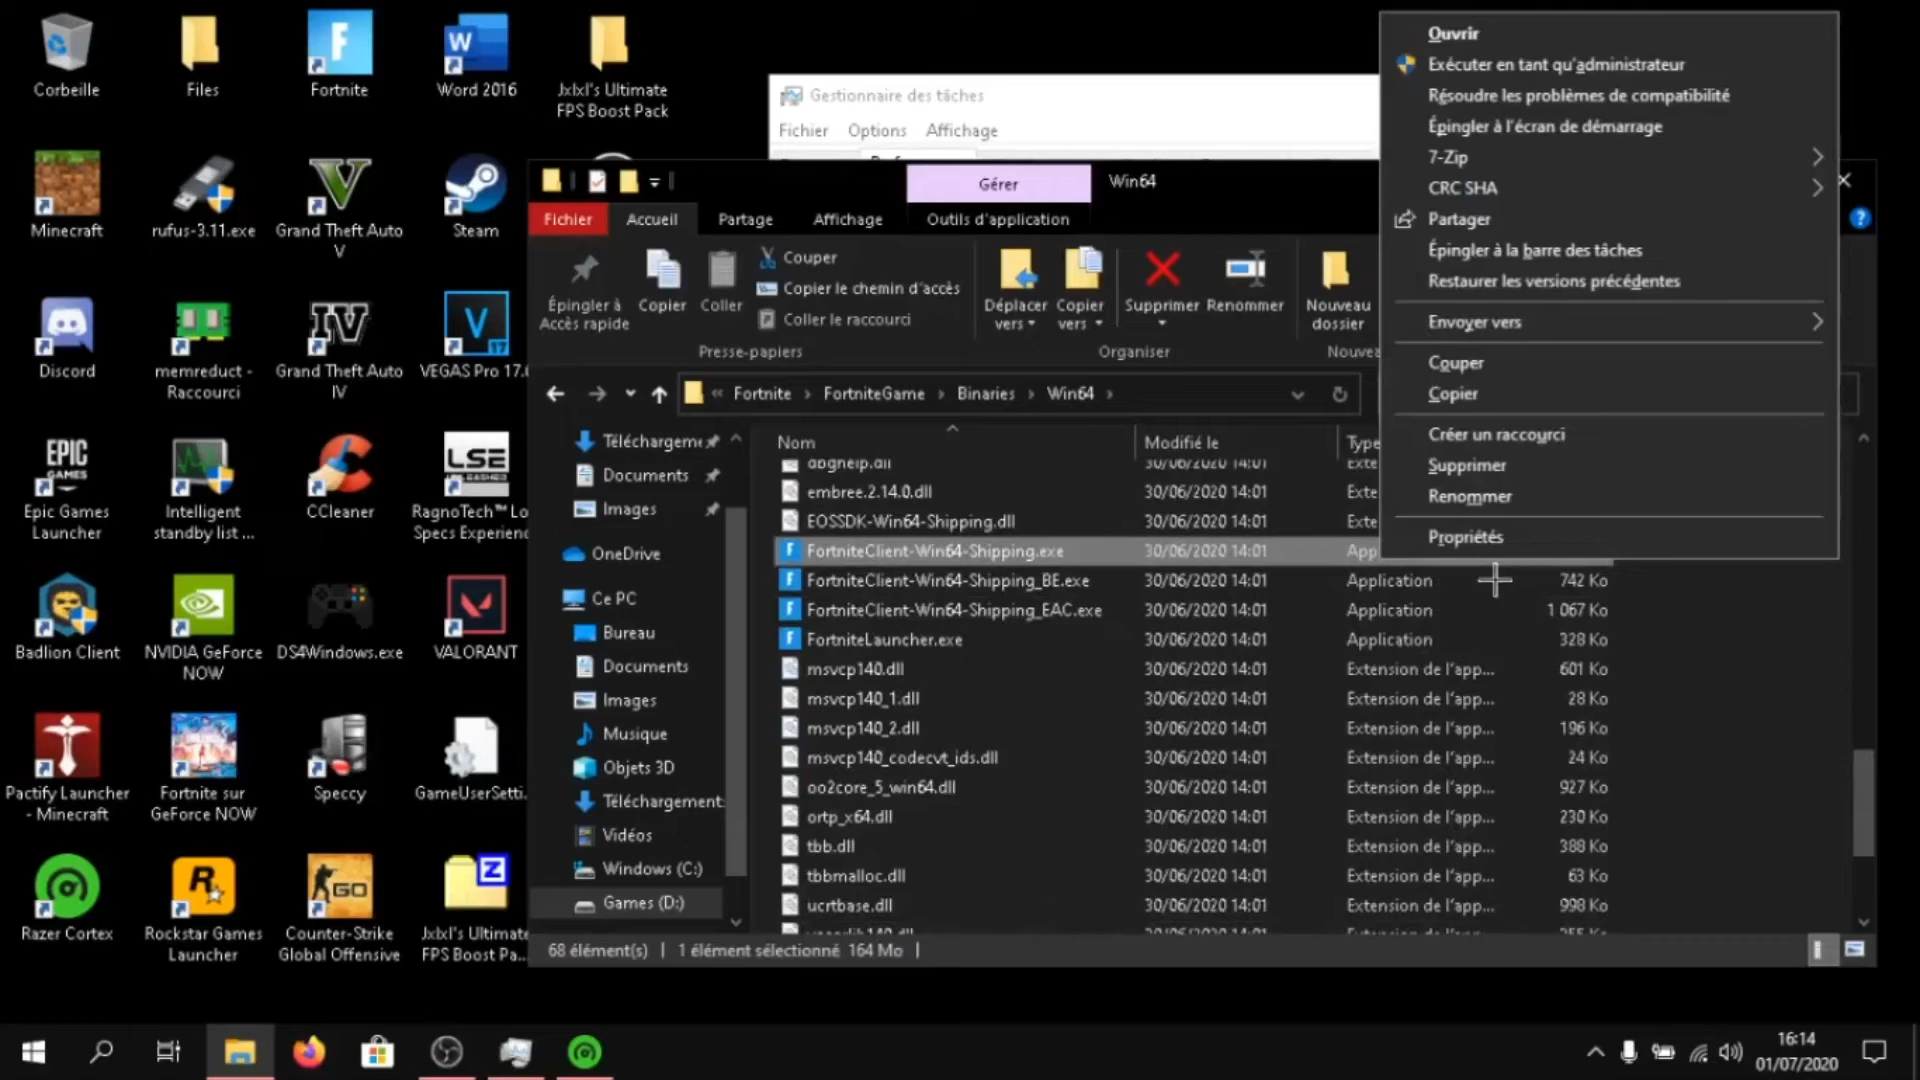 Corbeille
Files
Fortnite
Word 2016
JxlxI's Ultimate
FPS Boost Pack
Minecraft
rufus-3.11.exe
Grand Theft Auto
V
Steam
Discord
memreduct -
Raccourci
Grand Theft Auto
IV
VEGAS Pro 17.0
EPIC
GAMES
Epic Games
Launcher
Intelligent
standby list ...
CCleaner
LSE
RagnoTech™ Lo
Specs Experienc
Badlion Client
NVIDIA GeForce
NOW
DS4Windows.exe
VALORANT
Pactify Launcher
- Minecraft
Fortnite sur
GeForce NOW
Speccy
GameUserSetti...
Razer Cortex
Rockstar Games
Launcher
GO
Counter-Strike
Global Offensive
JxlxI's Ultimate
FPS Boost Pa...
Gestionnaire des tâches
Fichier Options Affichage
Gérer
Win64
Fichier
Accueil
Partage
Affichage
Outils d'application
Épingler à
Accès rapide
Copier
Coller
Couper
Copier le chemin d'accès
Coller le raccourci
Presse-papiers
Déplacer
vers
Copier
vers
Supprimer
Renommer
Organiser
Nouveau
dossier
Nouve
« Fortnite › FortniteGame › Binaries › Win64 ›
Téléchargeme
Documents
Images
OneDrive
Ce PC
Bureau
Documents
Images
Musique
Objets 3D
Téléchargement
Vidéos
Windows (C:)
Games (D:)
Nom Modifié le Type
dbghelp.dll 30/06/2020 14:01 Exte
embree.2.14.0.dll 30/06/2020 14:01 Exte
EOSSDK-Win64-Shipping.dll 30/06/2020 14:01 Exte
FortniteClient-Win64-Shipping.exe 30/06/2020 14:01 App
FortniteClient-Win64-Shipping_BE.exe 30/06/2020 14:01 Application 742 Ko
FortniteClient-Win64-Shipping_EAC.exe 30/06/2020 14:01 Application 1 067 Ko
FortniteLauncher.exe 30/06/2020 14:01 Application 328 Ko
msvcp140.dll 30/06/2020 14:01 Extension de l'app... 601 Ko
msvcp140_1.dll 30/06/2020 14:01 Extension de l'app... 28 Ko
msvcp140_2.dll 30/06/2020 14:01 Extension de l'app... 196 Ko
msvcp140_codecvt_ids.dll 30/06/2020 14:01 Extension de l'app... 24 Ko
oo2core_5_win64.dll 30/06/2020 14:01 Extension de l'app... 927 Ko
ortp_x64.dll 30/06/2020 14:01 Extension de l'app... 230 Ko
tbb.dll 30/06/2020 14:01 Extension de l'app... 388 Ko
tbbmalloc.dll 30/06/2020 14:01 Extension de l'app... 63 Ko
ucrtbase.dll 30/06/2020 14:01 Extension de l'app... 998 Ko
68 élément(s) | 1 élément sélectionné 164 Mo |
Ouvrir
Exécuter en tant qu'administrateur
Résoudre les problèmes de compatibilité
Épingler à l'écran de démarrage
7-Zip
CRC SHA
Partager
Épingler à la barre des tâches
Restaurer les versions précédentes
Envoyer vers
Couper
Copier
Créer un raccourci
Supprimer
Renommer
Propriétés
16:14
01/07/2020